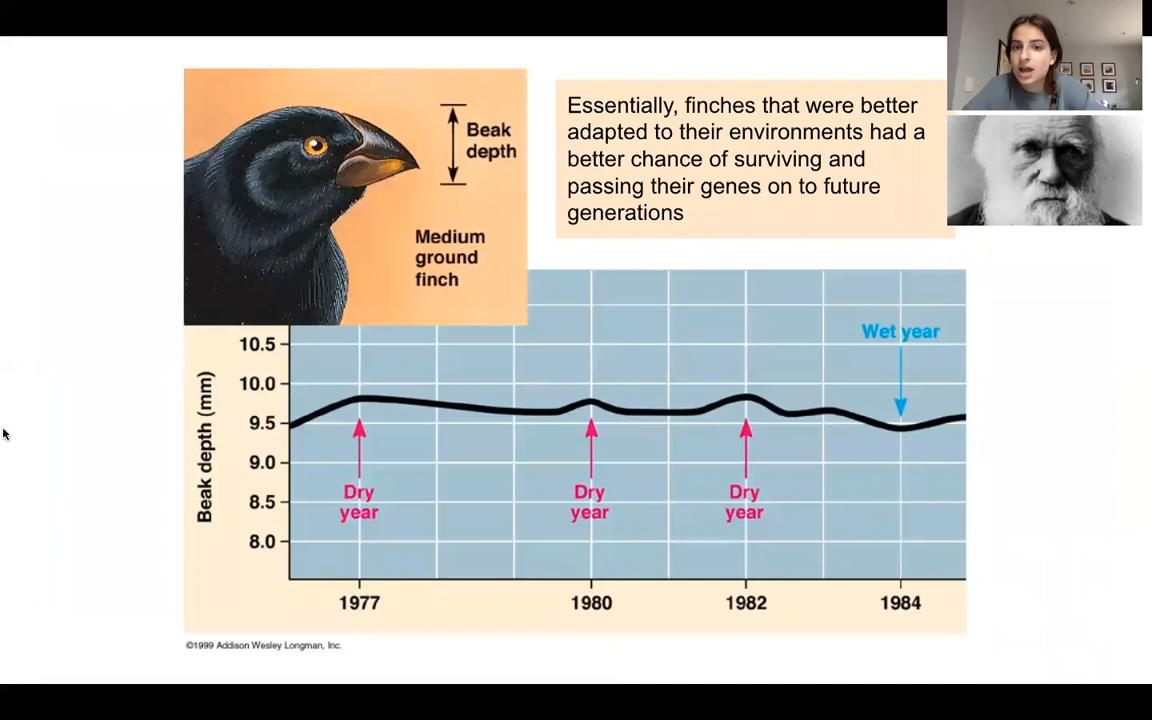 Essentially, finches that were better
adapted to their environments had a
better chance of surviving and
passing their genes on to future
generations
Beak
depth
Medium
ground
finch
Wet year
Beak depth (mm)
10.5
10.0
9.5
9.0
8.5
8.0
Dry
year
Dry
year
Dry
year
1977
1980
1982
1984
©1999 Addison Wesley Longman, Inc.